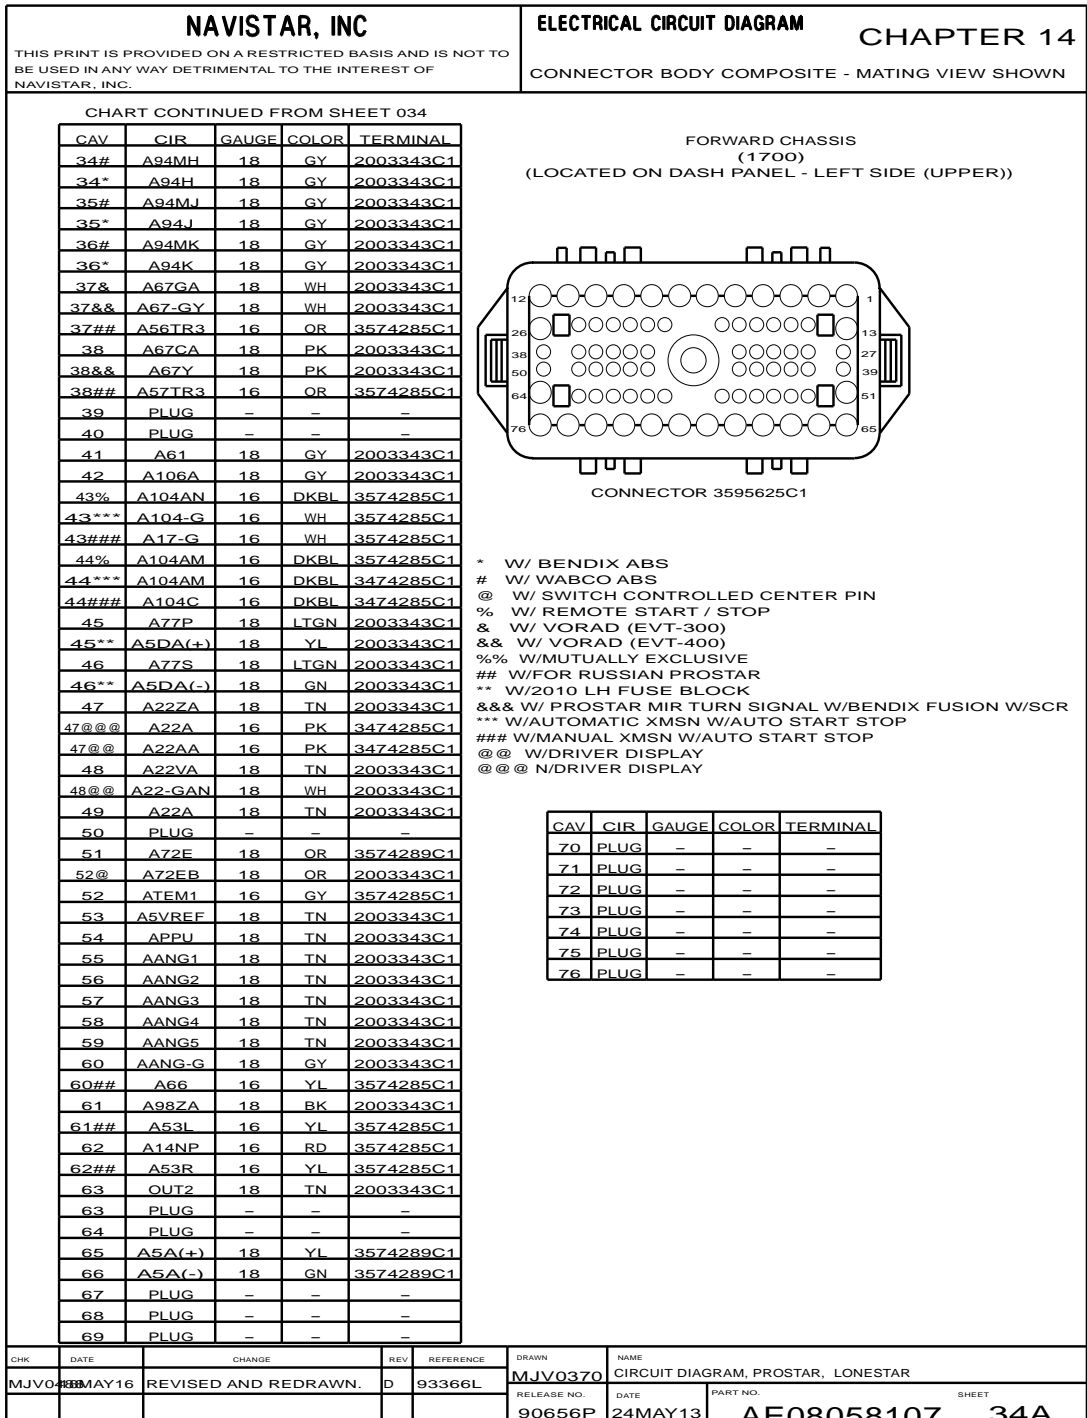 NAVISTAR, INC
THIS PRINT IS PROVIDED ON A RESTRICTED BASIS AND IS NOT TO
BE USED IN ANY WAY DETRIMENTAL TO THE INTEREST OF
NAVISTAR, INC.
ELECTRICAL CIRCUIT DIAGRAM
CHAPTER 14
CONNECTOR BODY COMPOSITE - MATING VIEW SHOWN
CHART CONTINUED FROM SHEET 034
CAV CIR GAUGE COLOR TERMINAL
34# A94MH 18 GY 2003343C1
34* A94H 18 GY 2003343C1
35# A94MJ 18 GY 2003343C1
35* A94J 18 GY 2003343C1
36# A94MK 18 GY 2003343C1
36* A94K 18 GY 2003343C1
37& A67GA 18 WH 2003343C1
37&& A67-GY 18 WH 2003343C1
37## A56TR3 16 OR 3574285C1
38 A67CA 18 PK 2003343C1
38&& A67Y 18 PK 2003343C1
38## A57TR3 16 OR 3574285C1
39 PLUG – – –
40 PLUG – – –
41 A61 18 GY 2003343C1
42 A106A 18 GY 2003343C1
43% A104AN 16 DKBL 3574285C1
43*** A104-G 16 WH 3574285C1
43### A17-G 16 WH 3574285C1
44% A104AM 16 DKBL 3574285C1
44*** A104AM 16 DKBL 3474285C1
44### A104C 16 DKBL 3474285C1
45 A77P 18 LTGN 2003343C1
45** A5DA(+) 18 YL 2003343C1
46 A77S 18 LTGN 2003343C1
46** A5DA(-) 18 GN 2003343C1
47 A22ZA 18 TN 2003343C1
47@@@ A22A 16 PK 3474285C1
47@@ A22AA 16 PK 3474285C1
48 A22VA 18 TN 2003343C1
48@@ A22-GAN 18 WH 2003343C1
49 A22A 18 TN 2003343C1
50 PLUG – – –
51 A72E 18 OR 3574289C1
52@ A72EB 18 OR 2003343C1
52 ATEM1 16 GY 3574285C1
53 A5VREF 18 TN 2003343C1
54 APPU 18 TN 2003343C1
55 AANG1 18 TN 2003343C1
56 AANG2 18 TN 2003343C1
57 AANG3 18 TN 2003343C1
58 AANG4 18 TN 2003343C1
59 AANG5 18 TN 2003343C1
60 AANG-G 18 GY 2003343C1
60## A66 16 YL 3574285C1
61 A98ZA 18 BK 2003343C1
61## A53L 16 YL 3574285C1
62 A14NP 16 RD 3574285C1
62## A53R 16 YL 3574285C1
63 OUT2 18 TN 2003343C1
63 PLUG – – –
64 PLUG – – –
65 A5A(+) 18 YL 3574289C1
66 A5A(-) 18 GN 3574289C1
67 PLUG – – –
68 PLUG – – –
69 PLUG – – –
FORWARD CHASSIS
(1700)
(LOCATED ON DASH PANEL - LEFT SIDE (UPPER))
12 1
26 13
38 27
50 39
64 51
76 65
CONNECTOR 3595625C1
* W/ BENDIX ABS
# W/ WABCO ABS
@ W/ SWITCH CONTROLLED CENTER PIN
% W/ REMOTE START / STOP
& W/ VORAD (EVT-300)
&& W/ VORAD (EVT-400)
%% W/MUTUALLY EXCLUSIVE
## W/FOR RUSSIAN PROSTAR
** W/2010 LH FUSE BLOCK
&&& W/ PROSTAR MIR TURN SIGNAL W/BENDIX FUSION W/SCR
*** W/AUTOMATIC XMSN W/AUTO START STOP
### W/MANUAL XMSN W/AUTO START STOP
@@ W/DRIVER DISPLAY
@@@ N/DRIVER DISPLAY
CAV CIR GAUGE COLOR TERMINAL
70 PLUG – – –
71 PLUG – – –
72 PLUG – – –
73 PLUG – – –
74 PLUG – – –
75 PLUG – – –
76 PLUG – – –
CHK DATE CHANGE REV REFERENCE
REVISED AND REDRAWN. D 93366L
DRAWN NAME
MJV0370 CIRCUIT DIAGRAM, PROSTAR, LONESTAR
RELEASE NO. DATE PART NO. SHEET
90656P 24MAY13 AE08058107 34A